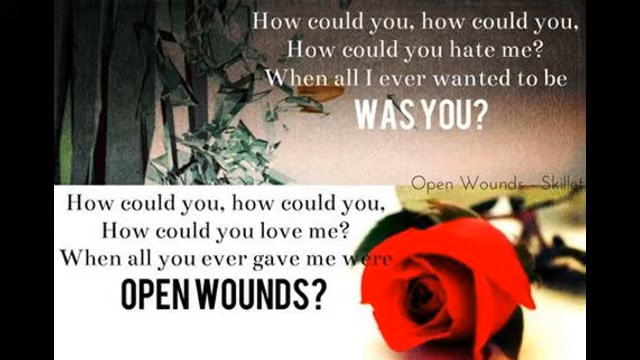 How could you, how could you,
How could you hate me?
When all I ever wanted to be
WAS YOU?
Open Wounds - Skillet
How could you, how could you,
How could you love me?
When all you ever gave me were
OPEN WOUNDS?